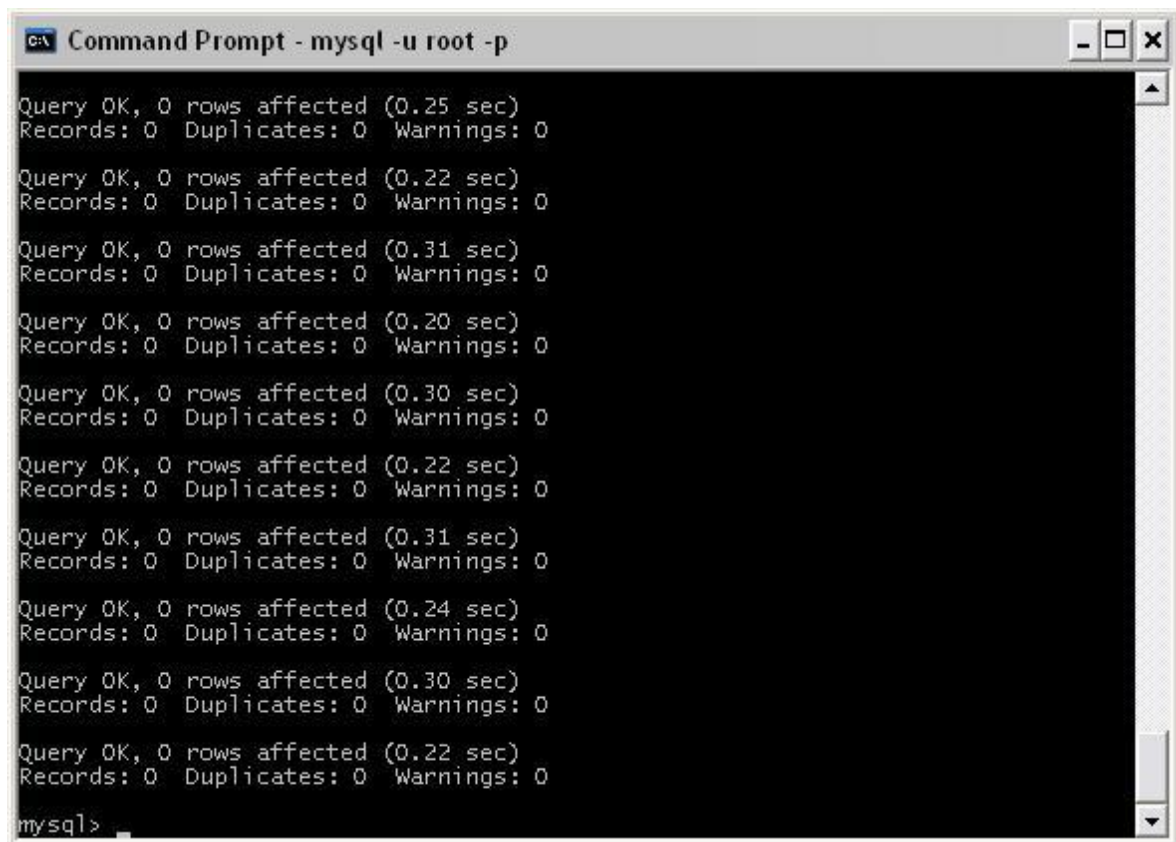 Command Prompt - mysql -u root -p
Query OK, 0 rows affected (0.25 sec)
Records: 0  Duplicates: 0  Warnings: 0
Query OK, 0 rows affected (0.22 sec)
Records: 0  Duplicates: 0  Warnings: 0
Query OK, 0 rows affected (0.31 sec)
Records: 0  Duplicates: 0  Warnings: 0
Query OK, 0 rows affected (0.20 sec)
Records: 0  Duplicates: 0  Warnings: 0
Query OK, 0 rows affected (0.30 sec)
Records: 0  Duplicates: 0  Warnings: 0
Query OK, 0 rows affected (0.22 sec)
Records: 0  Duplicates: 0  Warnings: 0
Query OK, 0 rows affected (0.31 sec)
Records: 0  Duplicates: 0  Warnings: 0
Query OK, 0 rows affected (0.24 sec)
Records: 0  Duplicates: 0  Warnings: 0
Query OK, 0 rows affected (0.30 sec)
Records: 0  Duplicates: 0  Warnings: 0
Query OK, 0 rows affected (0.22 sec)
Records: 0  Duplicates: 0  Warnings: 0
mysql> _